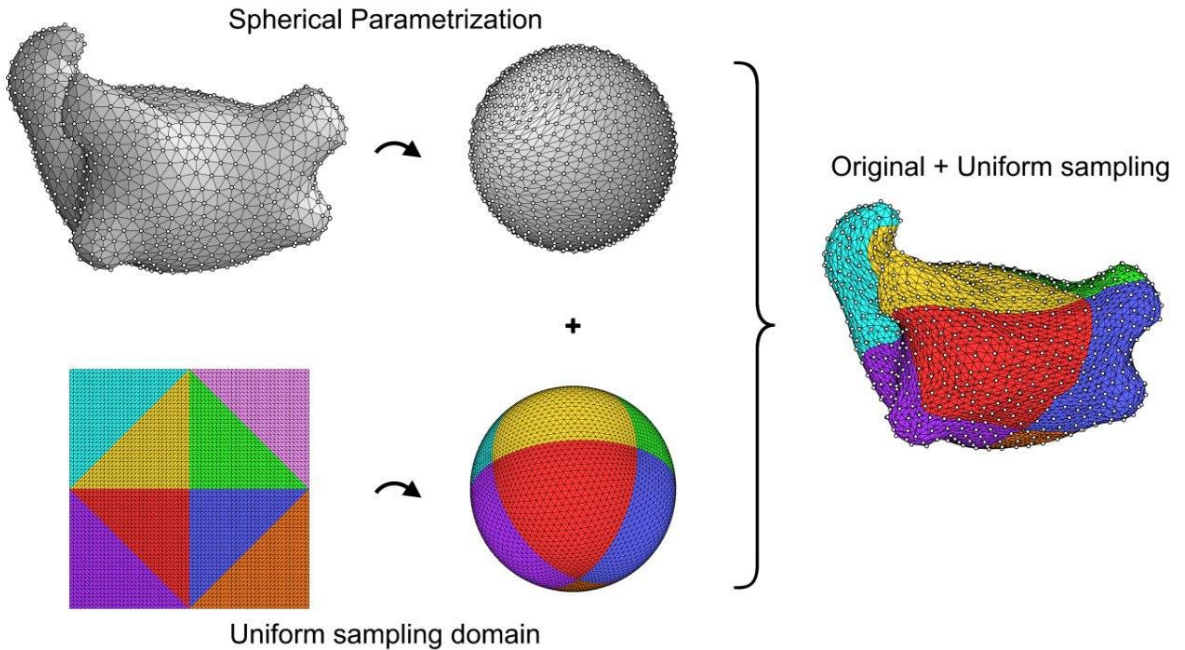 Spherical Parametrization
Original + Uniform sampling
+
Uniform sampling domain